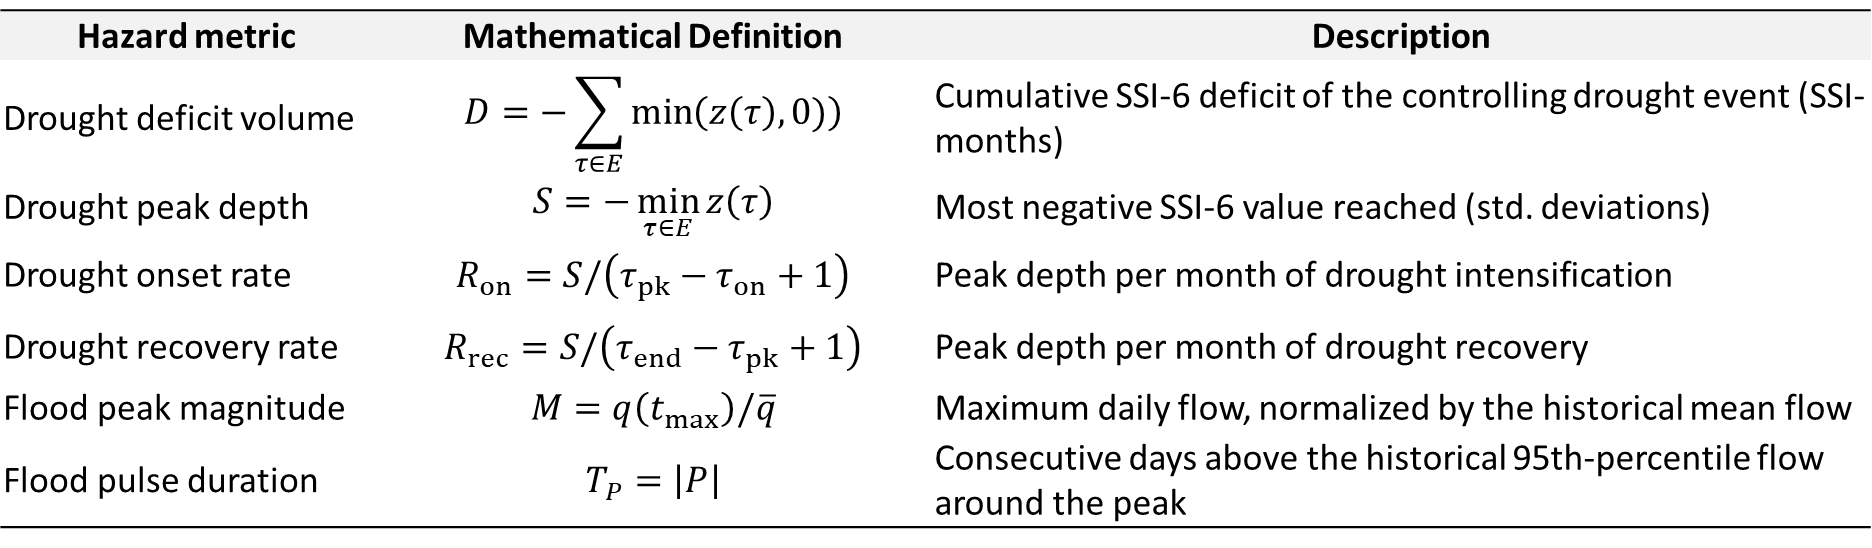 Hazard metric Mathematical Definition Description
Drought deficit volume D = −∑τ∈E min(z(τ), 0)) Cumulative SSI-6 deficit of the controlling drought event (SSI-
months)
Drought peak depth S = − min τ∈E z(τ) Most negative SSI-6 value reached (std. deviations)
Drought onset rate R_on = S/(τ_pk − τ_on + 1) Peak depth per month of drought intensification
Drought recovery rate R_rec = S/(τ_end − τ_pk + 1) Peak depth per month of drought recovery
Flood peak magnitude M = q(t_max)/q̄ Maximum daily flow, normalized by the historical mean flow
Flood pulse duration T_P = |P| Consecutive days above the historical 95th-percentile flow
around the peak